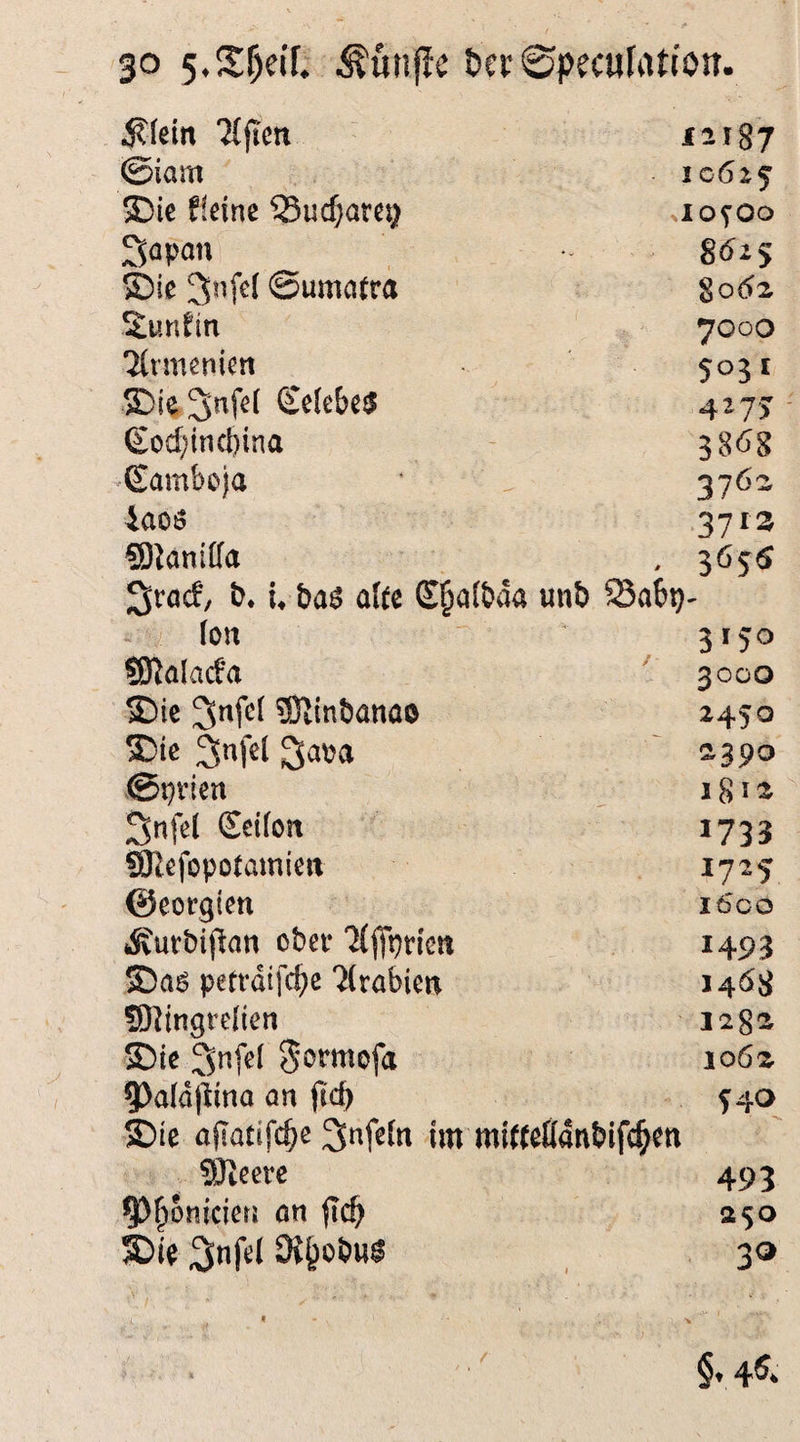 30 5. Theil. Künſte der Speculation.
Klein Aſien 12187
Siam 10625
Die kleine Bucharey 10500
Japan 8625
Die Inſel Sumatra 8062
Tunkin 7000
Armenien 5031
Die Inſel Celebes 4275
Cochinchina 3868
Camboja 3762
Laos 3712
Manilla 3656
Irack, d. i. das alte Chaldäa und Baby-
lon 3150
Malacka 3000
Die Inſel Mindanao 2450
Die Inſel Java 2390
Syrien 1812
Inſel Ceilon 1733
Meſopotamien 1725
Georgien 1600
Kurdiſtan oder Aſſyrien 1493
Das peträiſche Arabien 1468
Mingrelien 1282
Die Inſel Formoſa 1062
Paläſtina an ſich 540
Die aſiatiſche Inſeln im mittelländiſchen
Meere 493
Phönicien an ſich 250
Die Inſel Rhodus 30
§. 46.